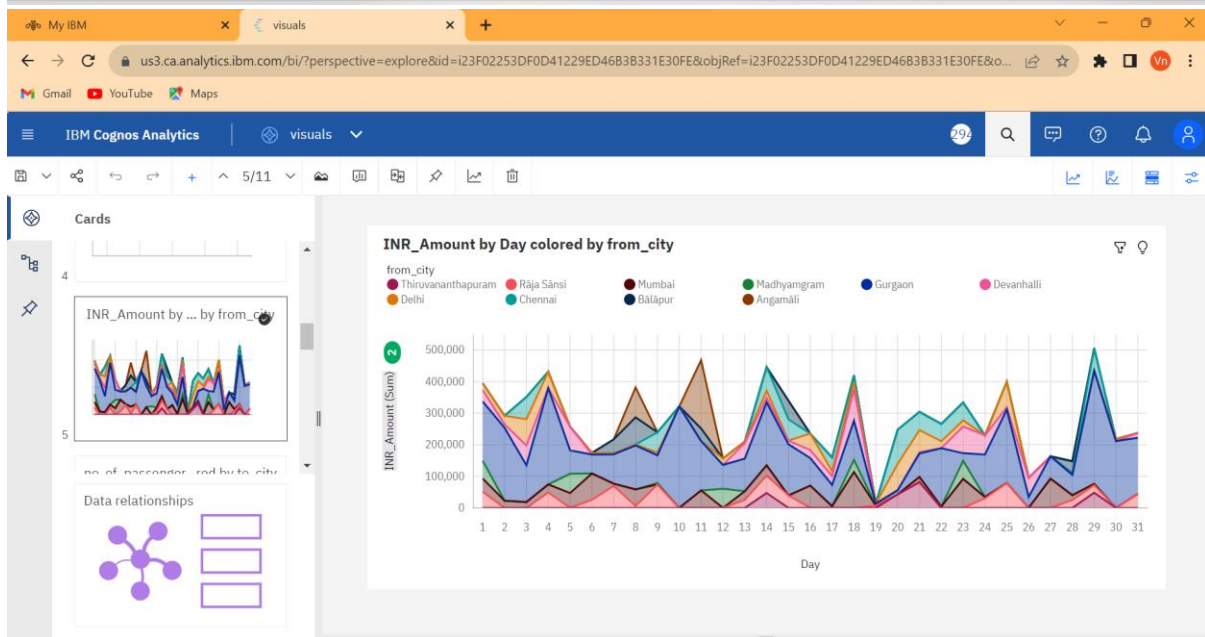 My IBM
visuals
us3.ca.analytics.ibm.com/bi/?perspective=explore&id=i23F02253DF0D41229ED46B3B331E30FE&objRef=i23F02253DF0D41229ED46B3B331E30FE&o...
Vn
Gmail YouTube Maps
IBM Cognos Analytics visuals
294
5/11
Cards
4
INR_Amount by ... by from_city
5
Data relationships
INR_Amount by Day colored by from_city
from_city
Thiruvananthapuram Rāja Sānsi Mumbai Madhyamgram Gurgaon Devanhalli
Delhi Chennai Bālāpur Angamāli
2
INR_Amount (Sum)
500,000
400,000
300,000
200,000
100,000
0
1 2 3 4 5 6 7 8 9 10 11 12 13 14 15 16 17 18 19 20 21 22 23 24 25 26 27 28 29 30 31
Day